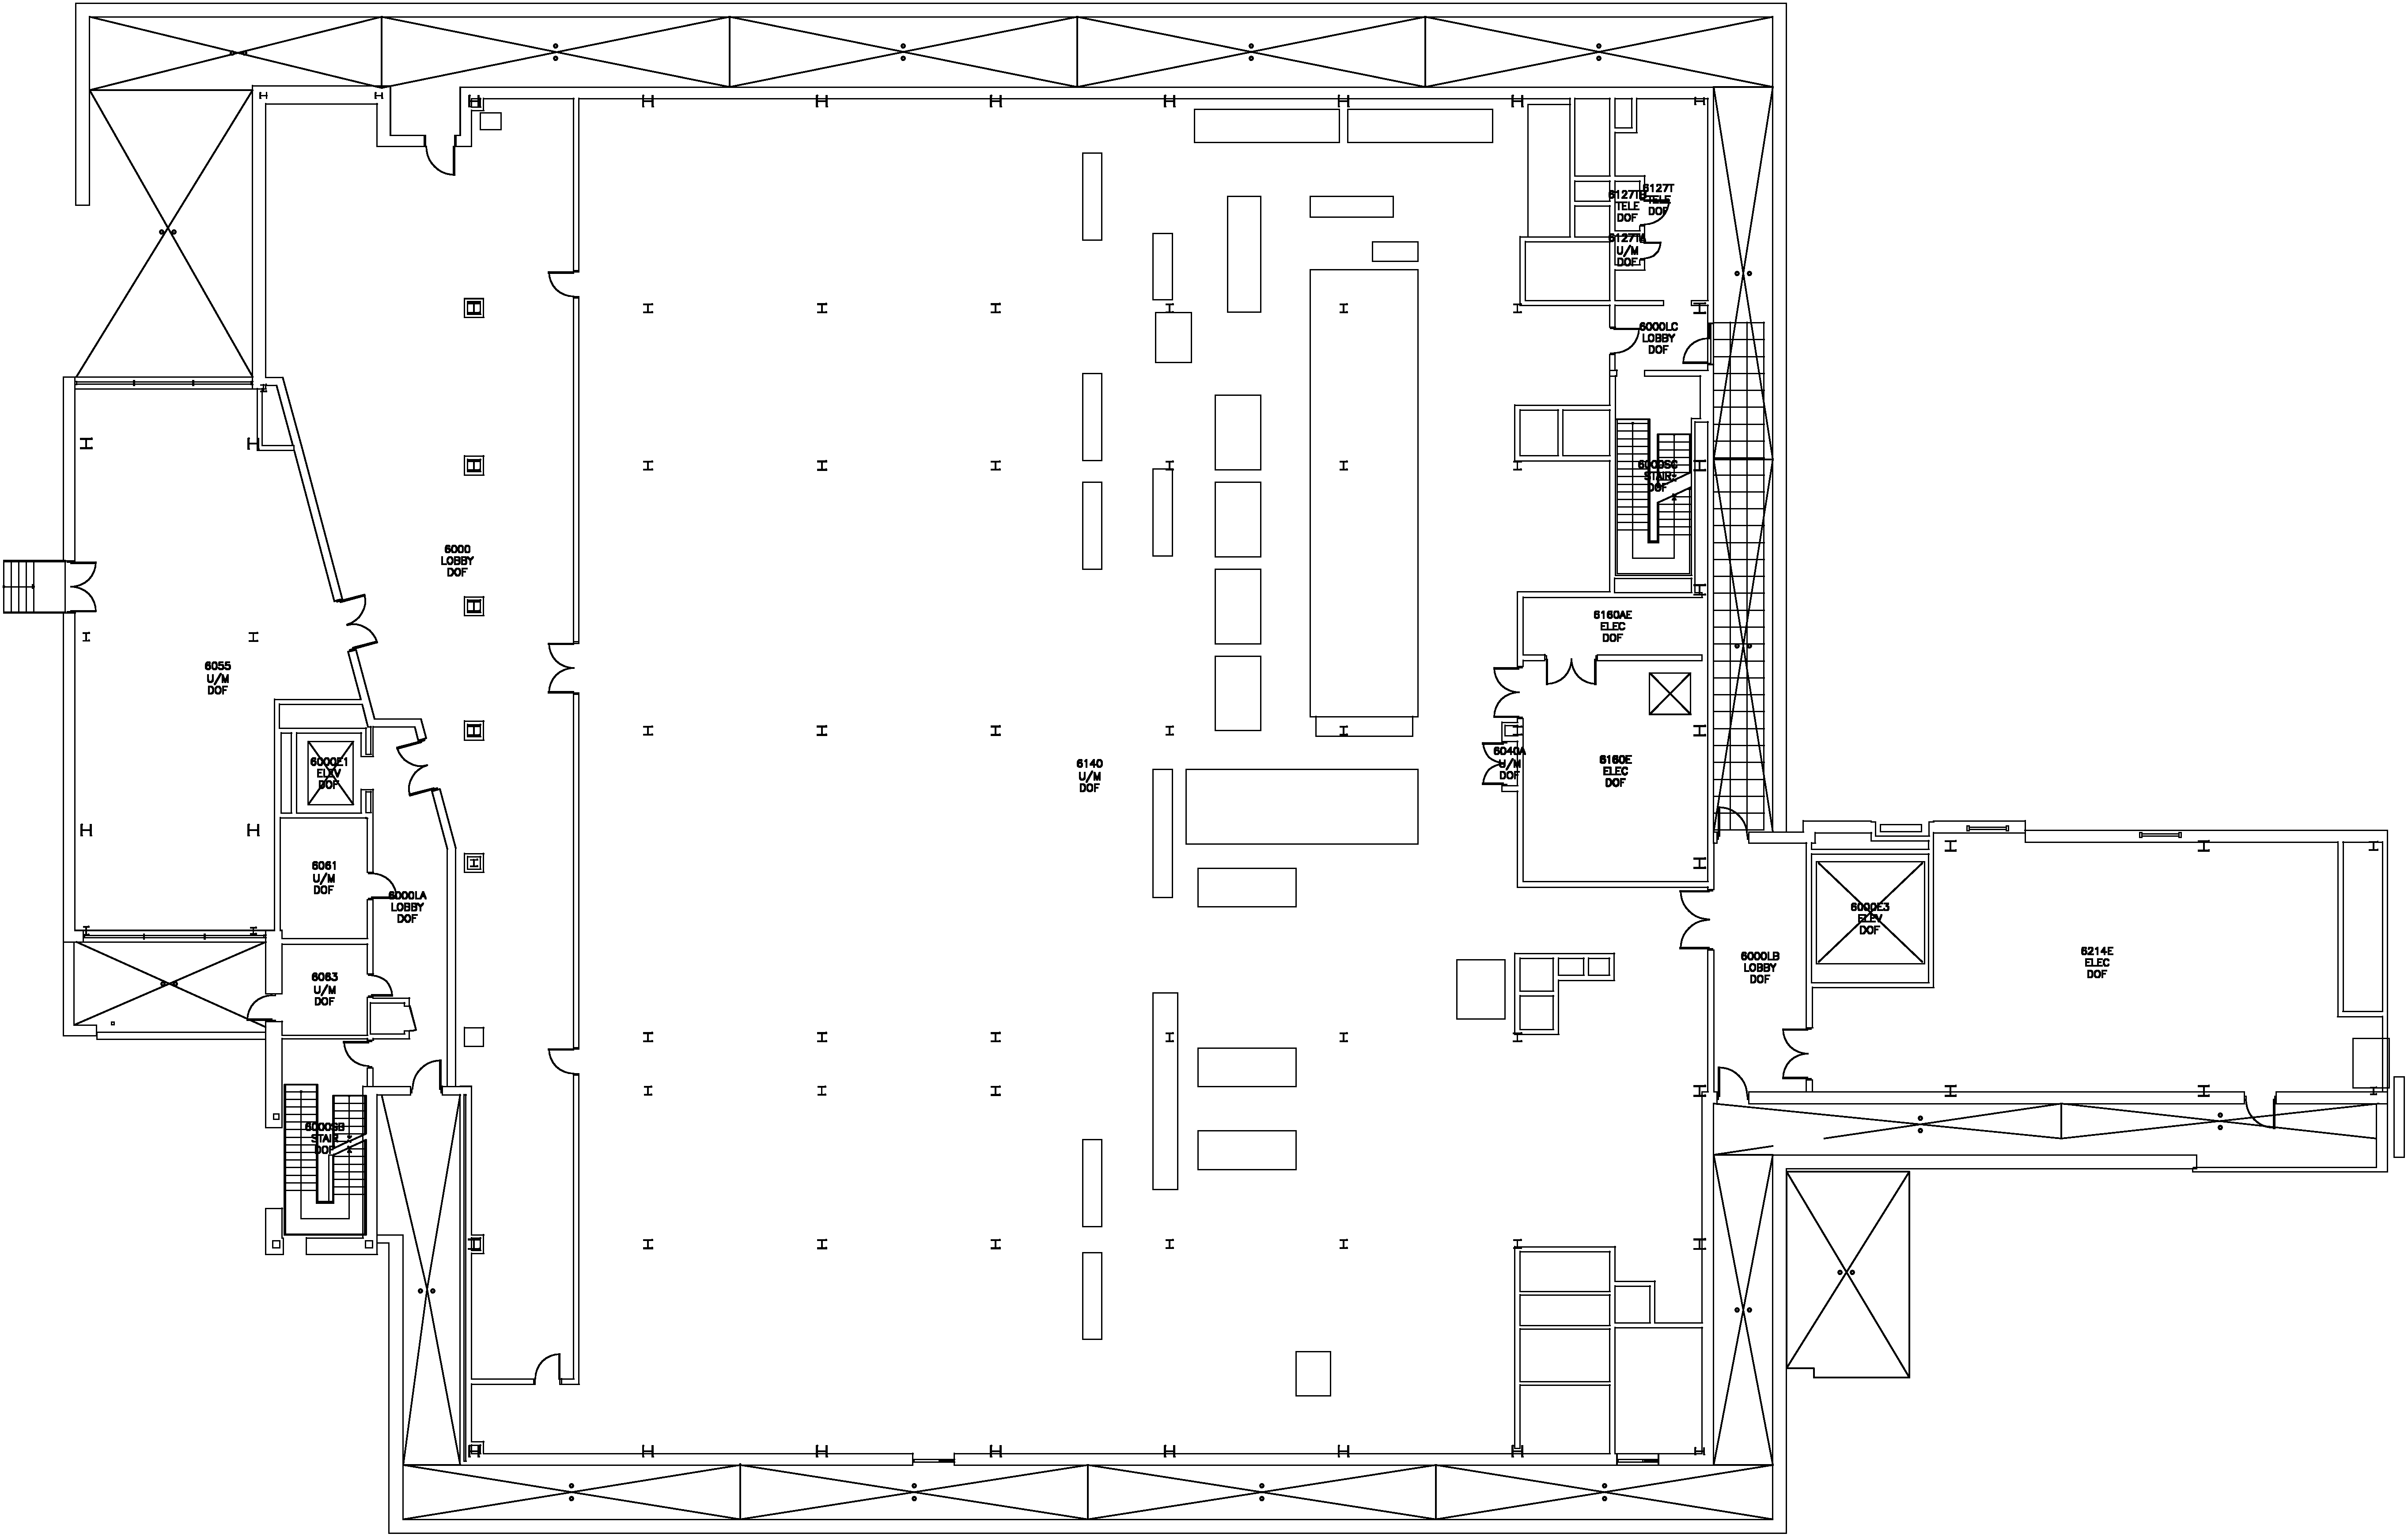 6127TB
TELE
DOF
6127T
TELE
DOF
6127TA
U/M
DOF
6000LC
LOBBY
DOF
6000SC
STAIR
DOF
6000
LOBBY
DOF
6160AE
ELEC
DOF
6055
U/M
DOF
6000E1
ELEV
DOF
6140
U/M
DOF
6040A
U/M
DOF
6160E
ELEC
DOF
6061
U/M
DOF
6000LA
LOBBY
DOF
6000E3
ELEV
DOF
6063
U/M
DOF
6000LB
LOBBY
DOF
6214E
ELEC
DOF
6000SB
STAIR
DOF